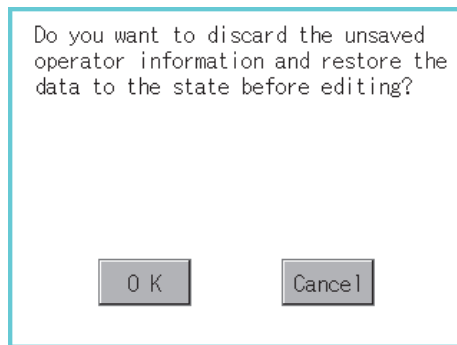 Do you want to discard the unsaved
operator information and restore the
data to the state before editing?
OK
Cancel